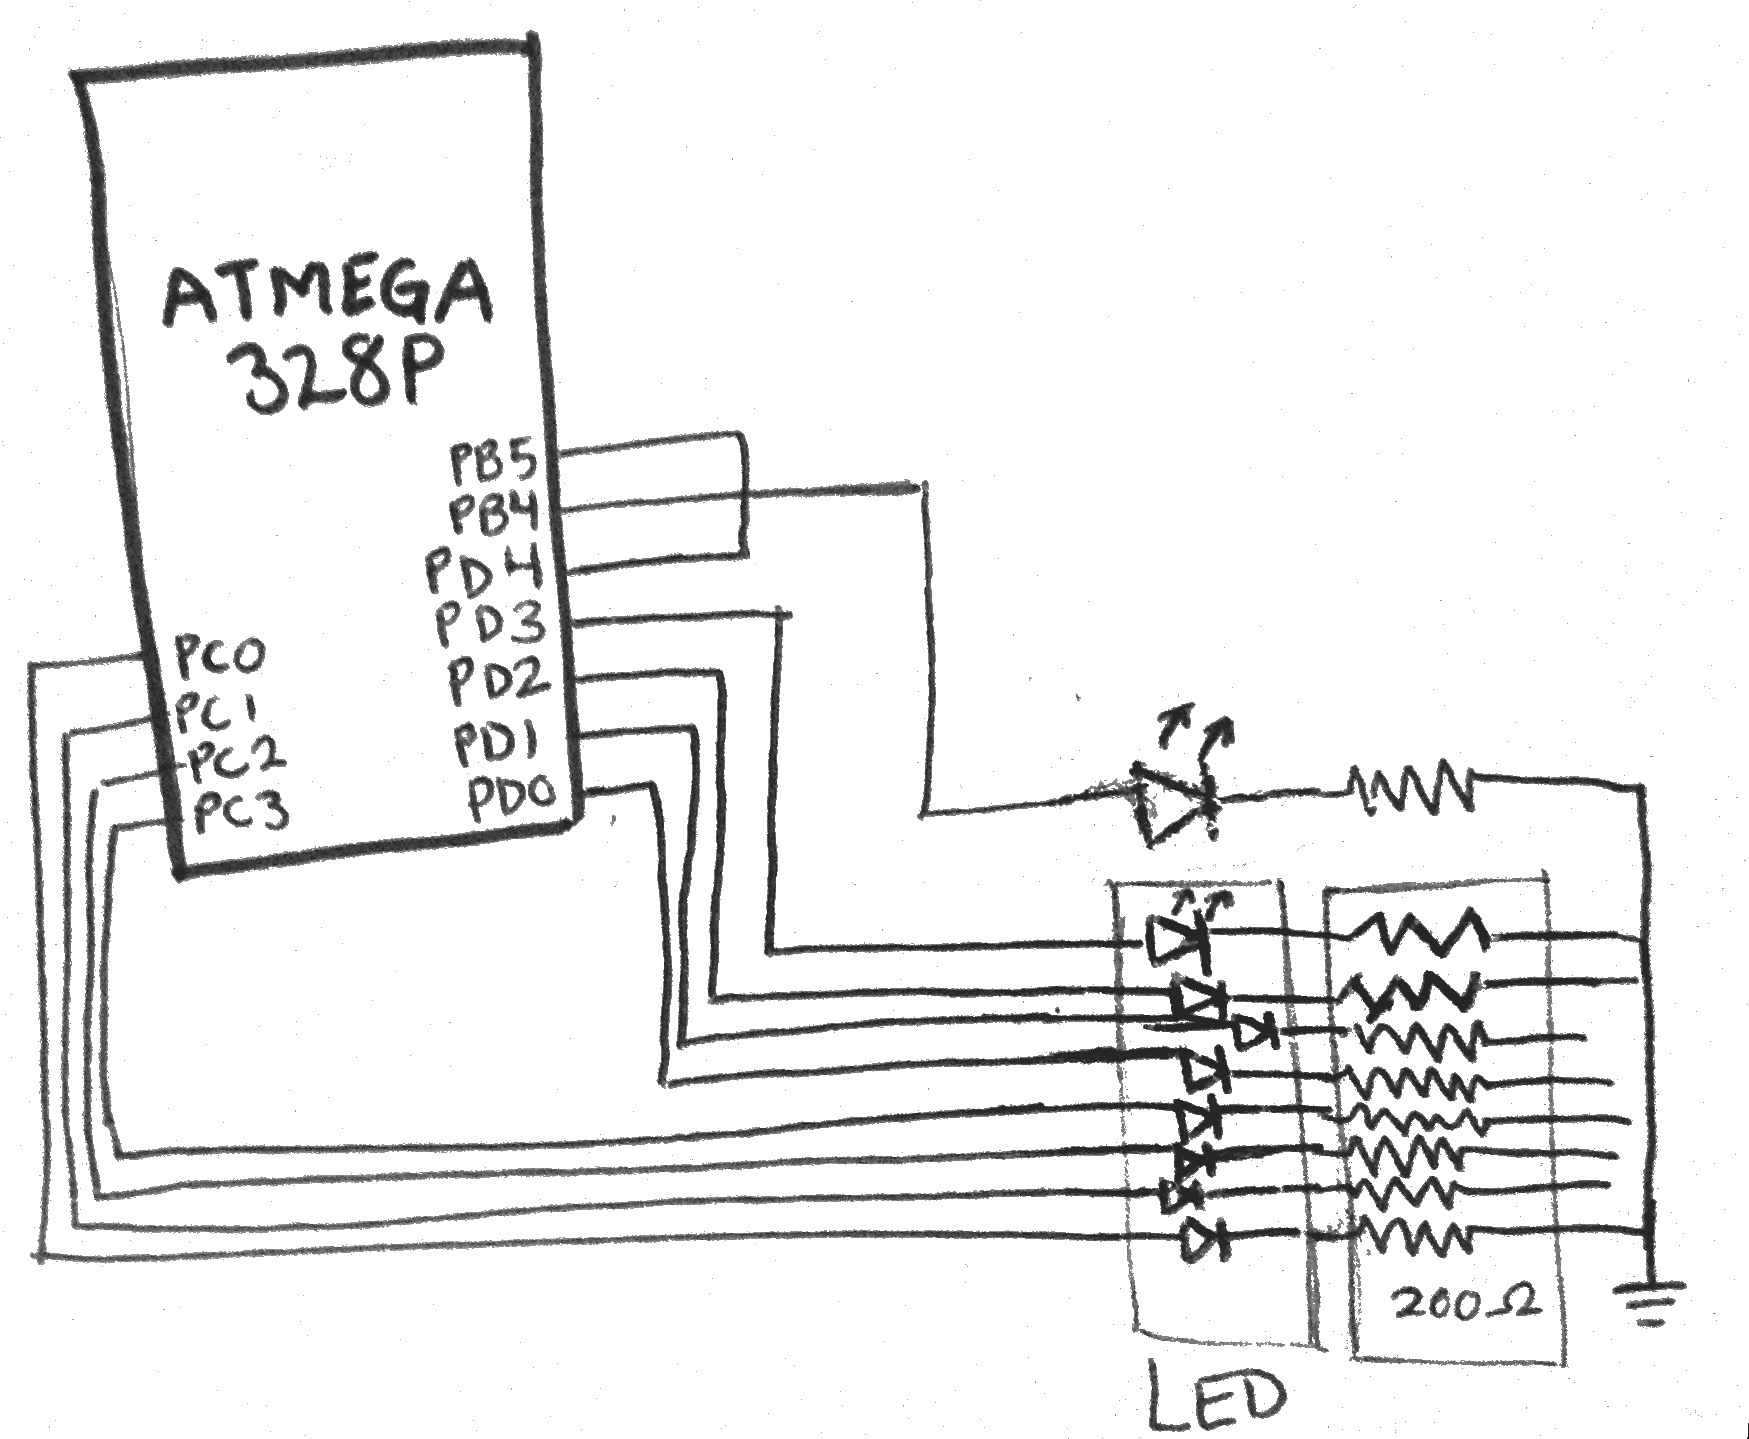 ATMEGA
328P
PB5
PB4
PD4
PD3
PD2
PD1
PD0
PC0
PC1
PC2
PC3
200Ω
LED